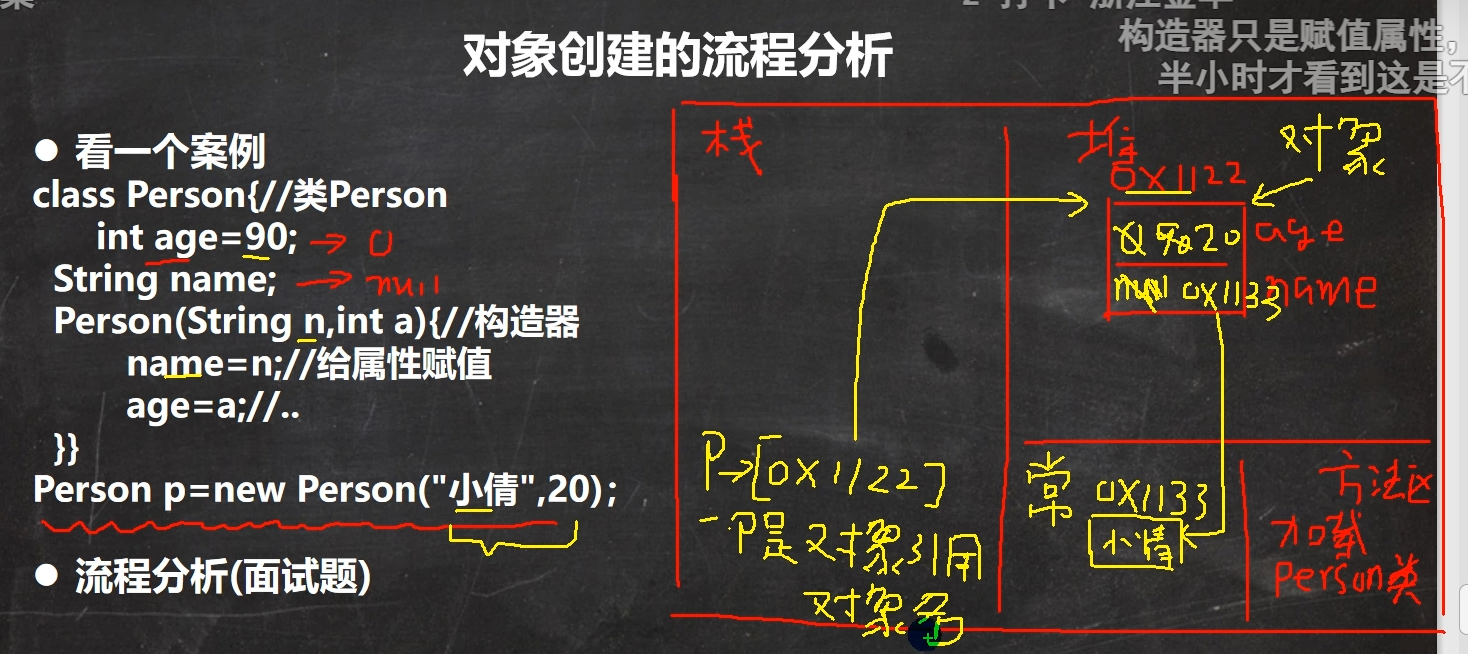 构造器只是赋值属性,
半小时才看到这是不
对象创建的流程分析
● 看一个案例
class Person{//类Person
int age=90; → 0
String name; → null
Person(String n,int a){//构造器
name=n;//给属性赋值
age=a;//..
}}
Person p=new Person("小倩",20);
● 流程分析(面试题)
栈
P→[0X1122]
-P是对象引用
对象名
堆
对象
0X1122
90 20 age
null 0X1133 name
常
0X1133
小倩
方法区
加载
Person类